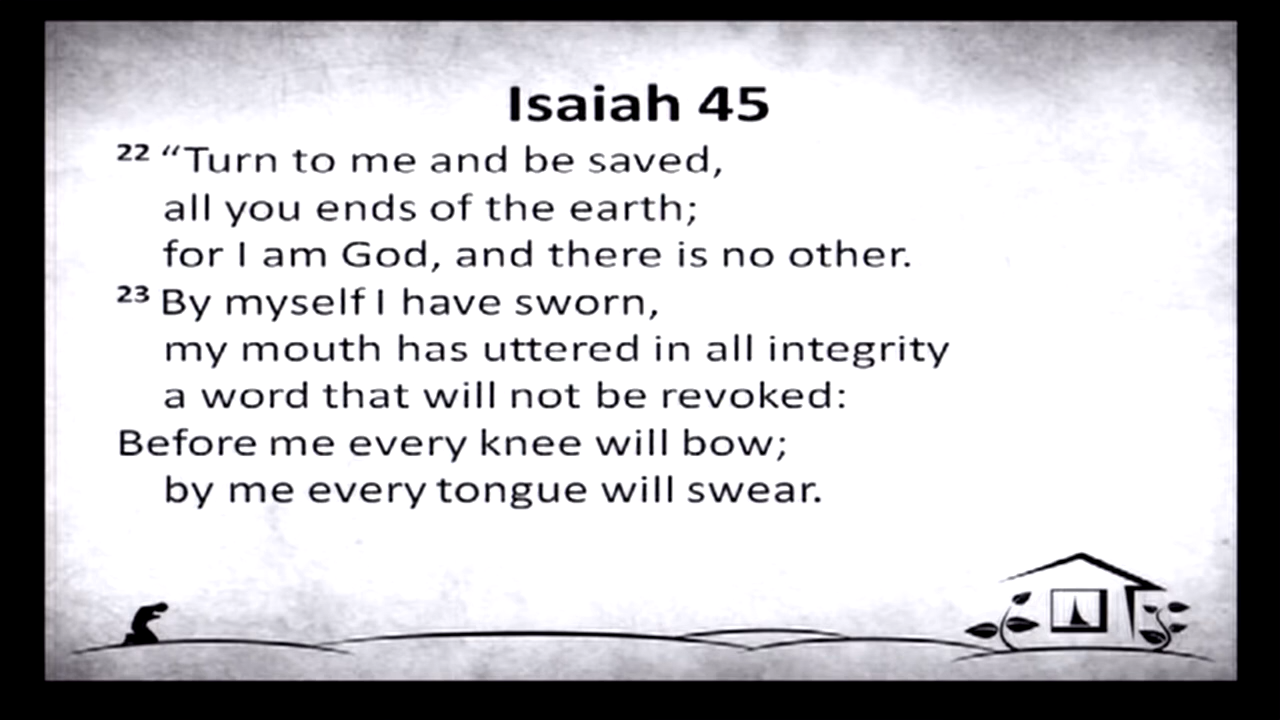 Isaiah 45
22 “Turn to me and be saved,
all you ends of the earth;
for I am God, and there is no other.
23 By myself I have sworn,
my mouth has uttered in all integrity
a word that will not be revoked:
Before me every knee will bow;
by me every tongue will swear.